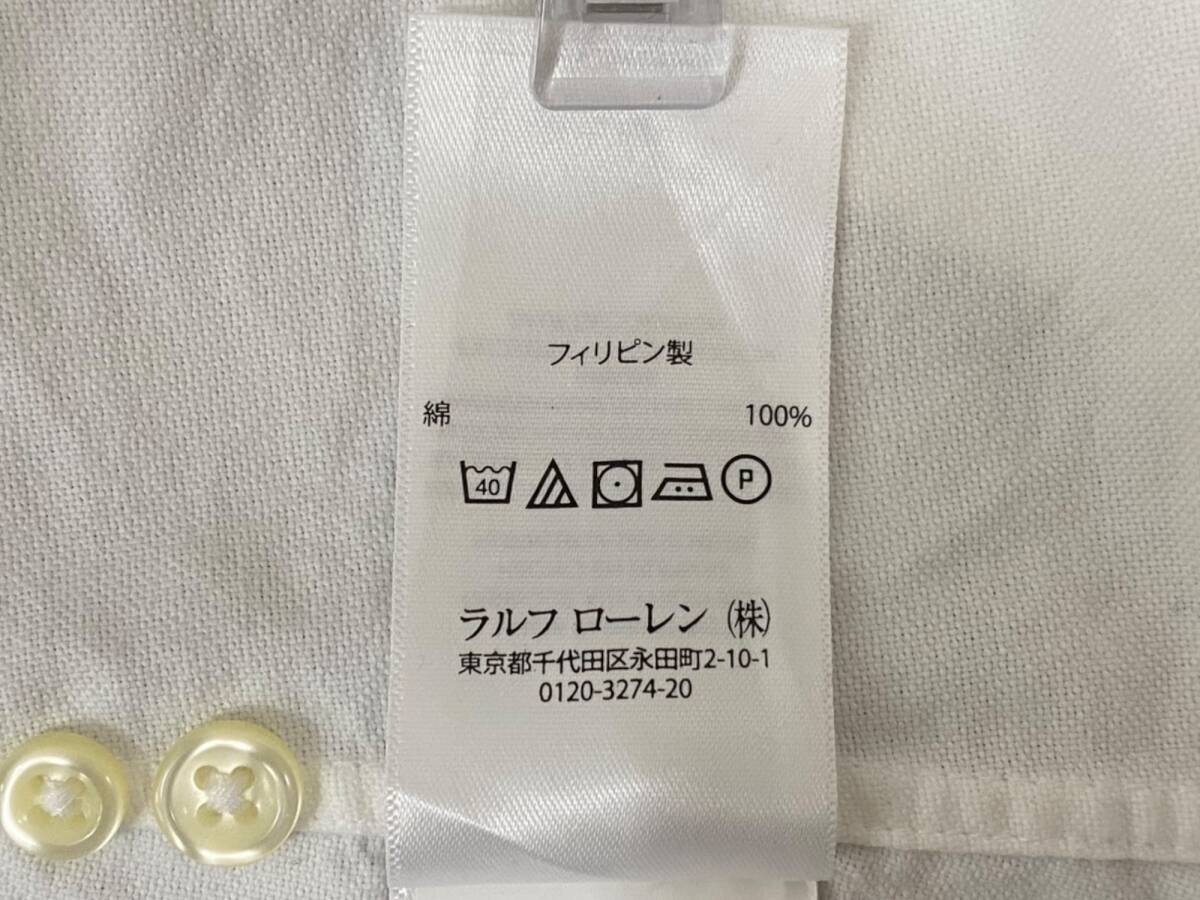 フィリピン製
綿 100%
40 P
ラルフ ローレン ㈱
東京都千代田区永田町2-10-1
0120-3274-20